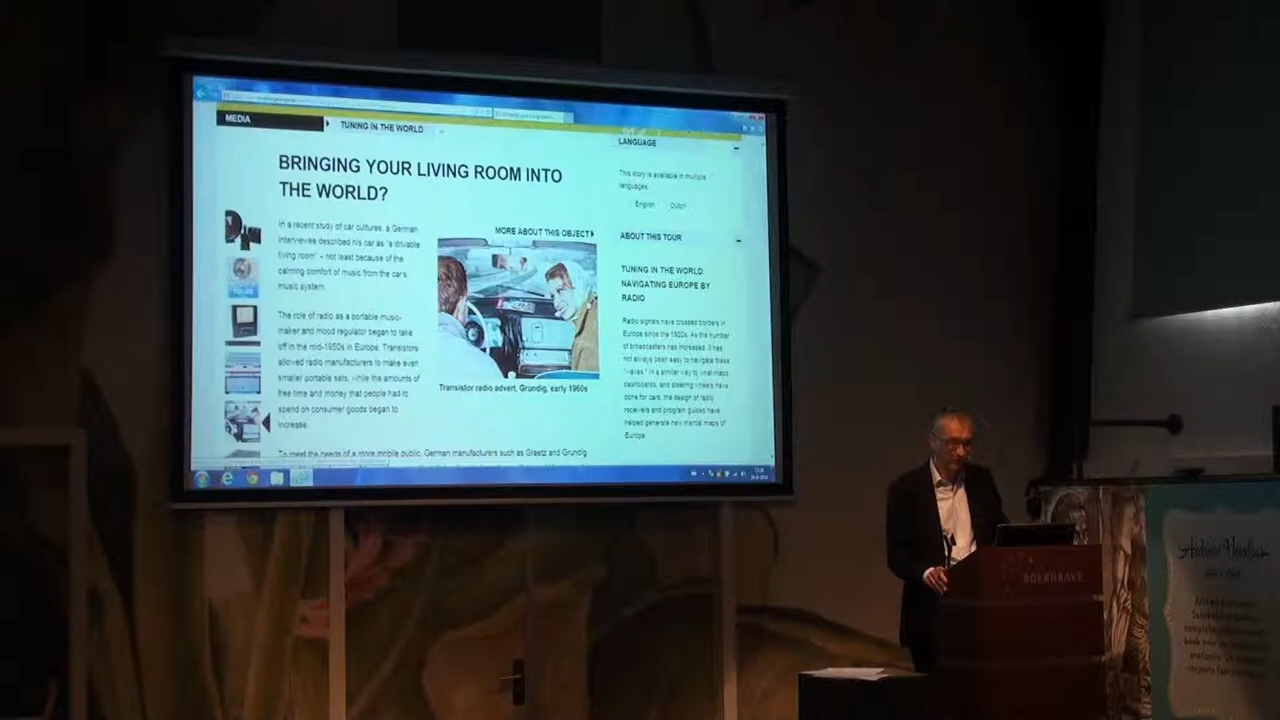 MEDIA
TUNING IN THE WORLD
BRINGING YOUR LIVING ROOM INTO
THE WORLD?
In a recent study of car cultures, a German
interviewee described his car as "a drivable
living room" – not least because of the
calming comfort of music from the car's
music system.
The role of radio as a portable music-
maker and mood regulator began to take
off in the mid-1950s in Europe. Transistors
allowed radio manufacturers to make even
smaller portable sets, while the amounts of
free time and money that people had to
spend on consumer goods began to
increase.
To meet the needs of a more mobile public, German manufacturers such as Graetz and Grundig
MORE ABOUT THIS OBJECT
Transistor radio advert, Grundig, early 1960s
LANGUAGE
This story is available in multiple
languages.
English Dutch
ABOUT THIS TOUR
TUNING IN THE WORLD:
NAVIGATING EUROPE BY
RADIO
Radio signals have crossed borders in
Europe since the 1920s. As the number
of broadcasters has increased, it has
not always been easy to navigate these
"waves." In a similar way to what maps,
dashboards, and steering wheels have
done for cars, the design of radio
receivers and program guides have
helped generate new mental maps of
Europe.
BOERHAAVE